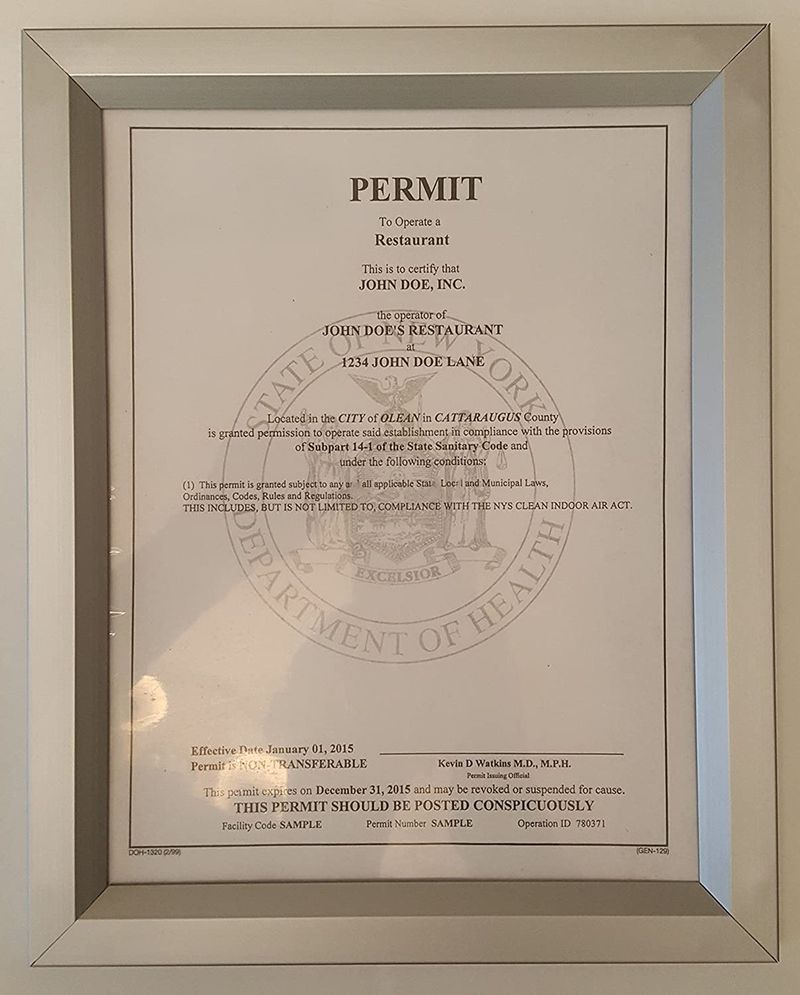 PERMIT
To Operate a
Restaurant
This is to certify that
JOHN DOE, INC.
the operator of
JOHN DOE'S RESTAURANT
at
1234 JOHN DOE LANE
STATE OF NEW YORK
Located in the CITY of OLEAN in CATTARAUGUS County
is granted permission to operate said establishment in compliance with the provisions
of Subpart 14-1 of the State Sanitary Code and
under the following conditions:
(1) This permit is granted subject to any all applicable State Local and Municipal Laws,
Ordinances, Codes, Rules and Regulations.
THIS INCLUDES, BUT IS NOT LIMITED TO, COMPLIANCE WITH THE NYS CLEAN INDOOR AIR ACT.
EXCELSIOR
DEPARTMENT OF HEALTH
Effective Date January 01, 2015
Permit is NON-TRANSFERABLE
Kevin D Watkins M.D., M.P.H.
Permit Issuing Official
This permit expires on December 31, 2015 and may be revoked or suspended for cause.
THIS PERMIT SHOULD BE POSTED CONSPICUOUSLY
Facility Code SAMPLE Permit Number SAMPLE Operation ID 780371
DOH-1320 (2/99) (GEN-129)